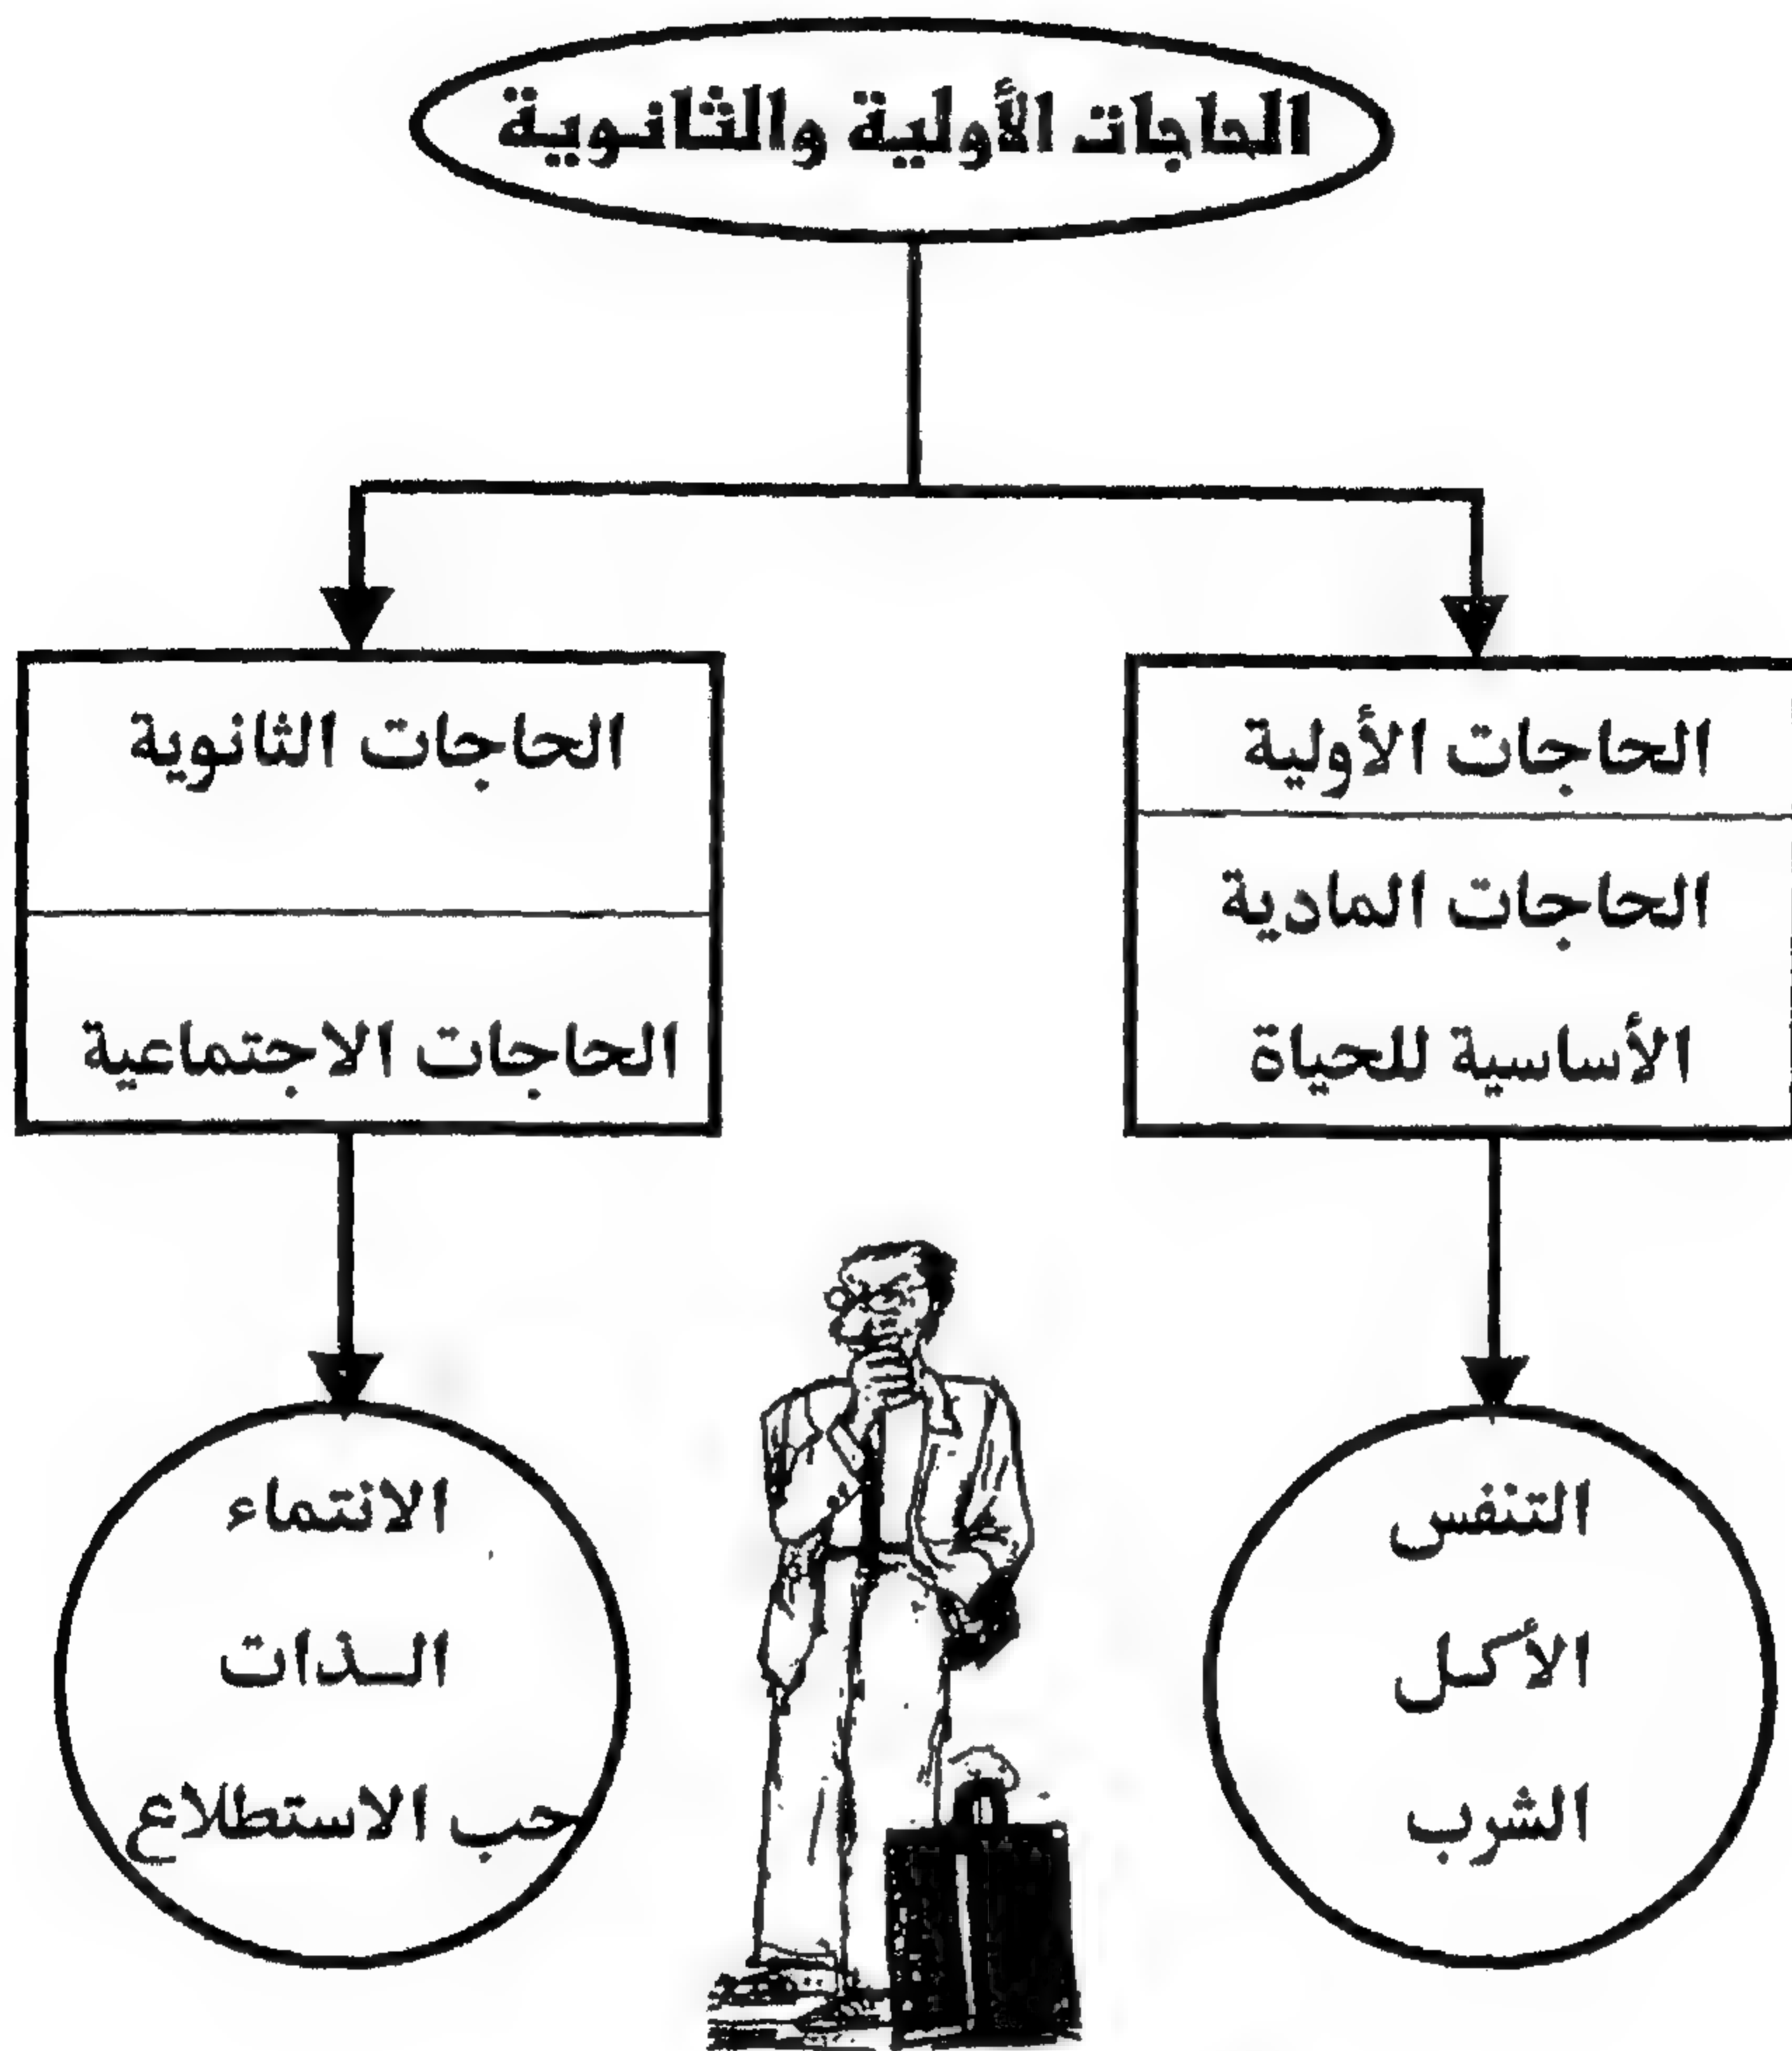 الحاجات الأولية والثانوية
الحاجات الأولية
الحاجات المادية
الأساسية للحياة
الحاجات الثانوية
الحاجات الاجتماعية
التنفس
الأكل
الشرب
الانتماء
الــذات
حب الاستطلاع